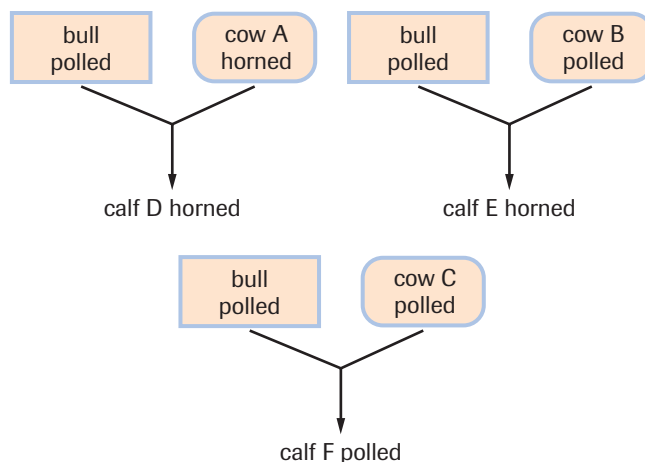 bull
polled
cow A
horned
bull
polled
cow B
polled
calf D horned
calf E horned
bull
polled
cow C
polled
calf F polled